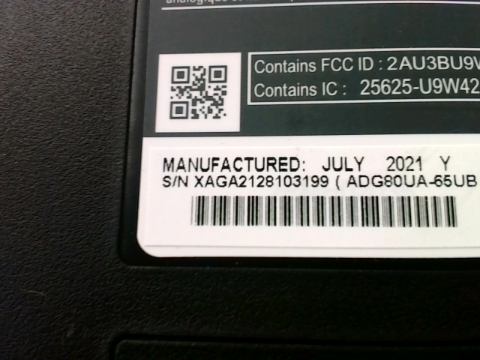 Contains FCC ID : 2AU3BU9W
Contains IC : 25625-U9W42
MANUFACTURED: JULY 2021 Y
S/N XAGA2128103199 ( ADG80UA-65UB